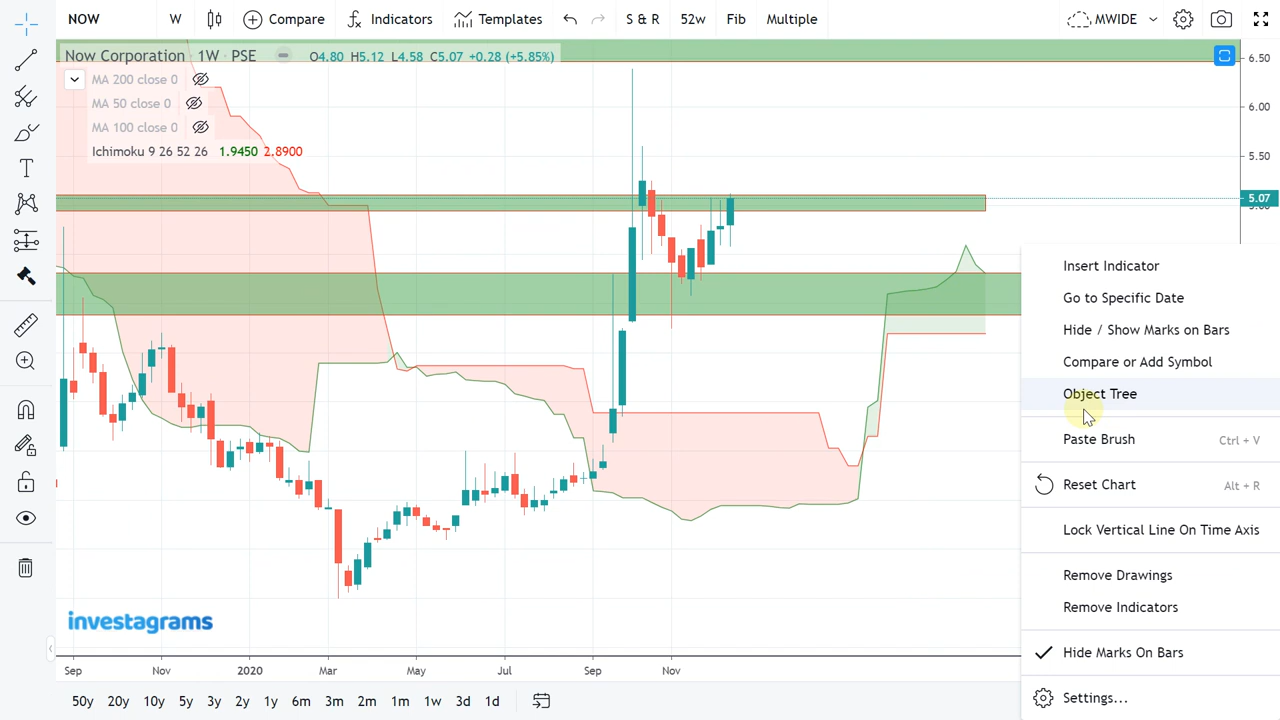 NOW W Compare Indicators Templates S & R 52w Fib Multiple MWIDE
Now Corporation · 1W · PSE O4.80 H5.12 L4.58 C5.07 +0.28 (+5.85%)
MA 200 close 0
MA 50 close 0
MA 100 close 0
Ichimoku 9 26 52 26 1.9450 2.8900
6.50
6.00
5.50
5.07
5.00
Insert Indicator
Go to Specific Date
Hide / Show Marks on Bars
Compare or Add Symbol
Object Tree
Paste Brush Ctrl + V
Reset Chart Alt + R
Lock Vertical Line On Time Axis
Remove Drawings
Remove Indicators
Hide Marks On Bars
Settings...
investagrams
Sep Nov 2020 Mar May Jul Sep Nov
50y 20y 10y 5y 3y 2y 1y 6m 3m 2m 1m 1w 3d 1d